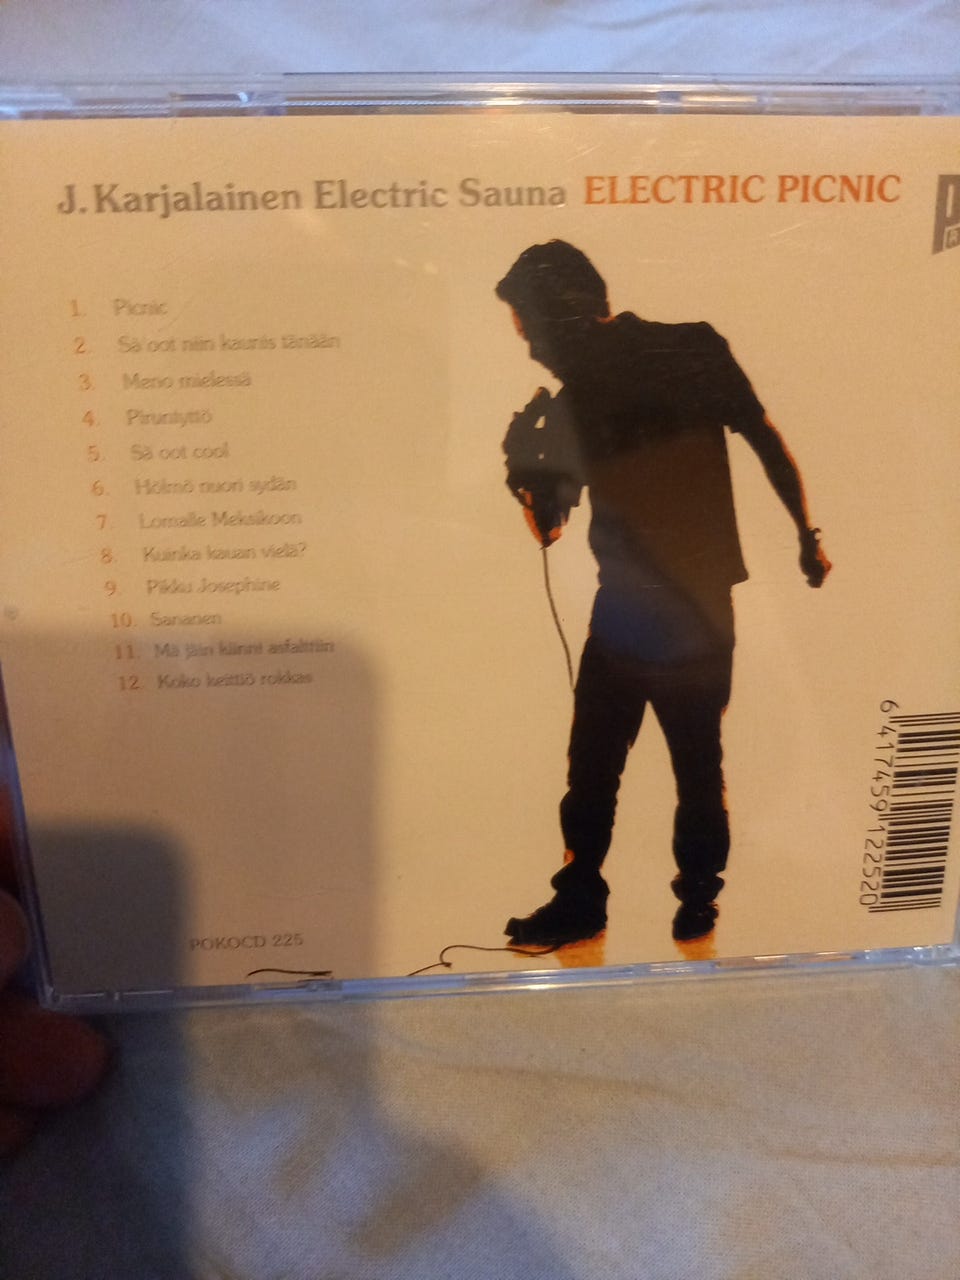 J. Karjalainen Electric Sauna ELECTRIC PICNIC
1. Picnic
2. Sä oot niin kaunis tänään
3. Meno mielessä
4. Piruntyttö
5. Sä oot cool
6. Hölmö nuori sydän
7. Lomalle Meksikoon
8. Kuinka kauan vielä?
9. Pikku Josephine
10. Sananen
11. Mä jäin kiinni asfalttiin
12. Koko keittiö rokkas
6 417459 122520
POKOCD 225